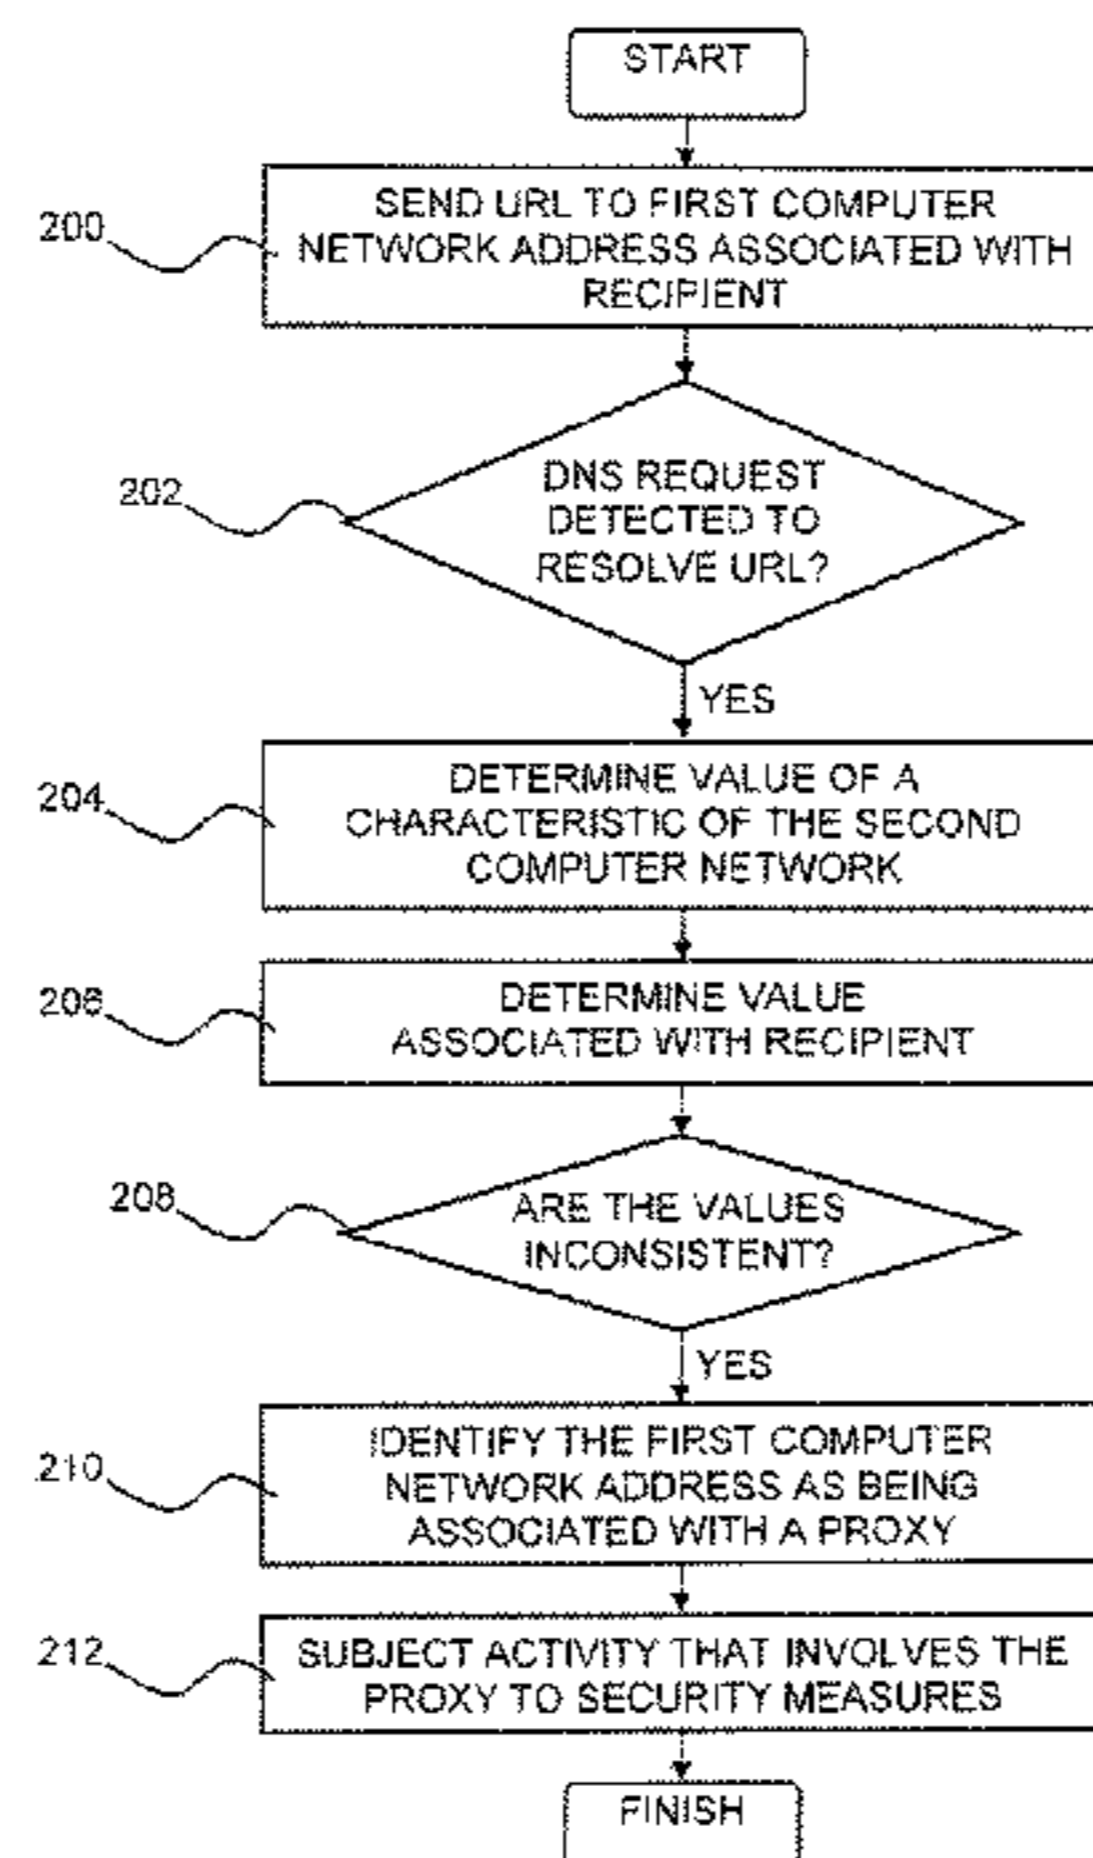 START
200
SEND URL TO FIRST COMPUTER
NETWORK ADDRESS ASSOCIATED WITH
RECIPIENT
202
DNS REQUEST
DETECTED TO
RESOLVE URL?
YES
204
DETERMINE VALUE OF A
CHARACTERISTIC OF THE SECOND
COMPUTER NETWORK
206
DETERMINE VALUE
ASSOCIATED WITH RECIPIENT
208
ARE THE VALUES
INCONSISTENT?
YES
210
IDENTIFY THE FIRST COMPUTER
NETWORK ADDRESS AS BEING
ASSOCIATED WITH A PROXY
212
SUBJECT ACTIVITY THAT INVOLVES THE
PROXY TO SECURITY MEASURES
FINISH